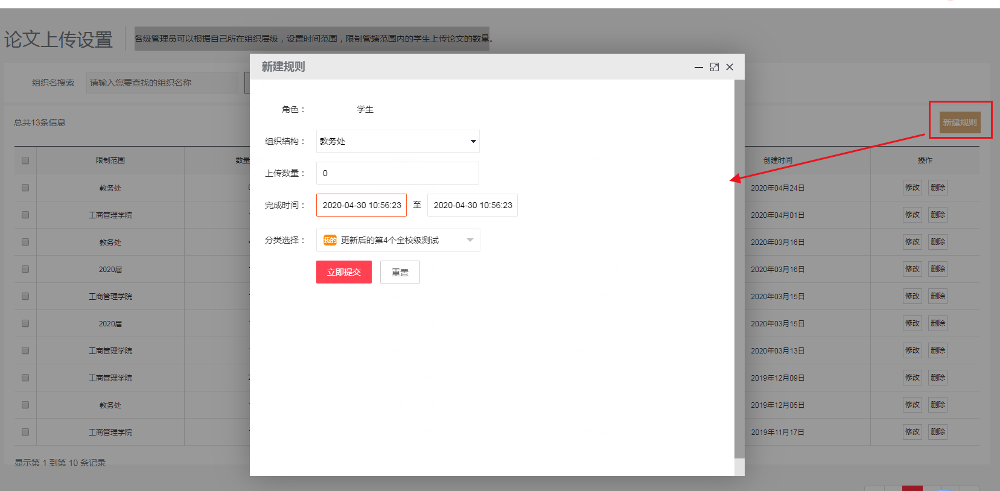 论文上传设置
各级管理员可以根据自己所在组织层级，设置时间范围，限制管辖范围内的学生上传论文的数量。
组织名搜索 请输入您要查找的组织名称
总共13条信息
新建规则
限制范围 数量 创建时间 操作
教务处 2020年04月24日 修改 删除
工商管理学院 2020年04月01日 修改 删除
教务处 2020年03月16日 修改 删除
2020届 2020年03月16日 修改 删除
工商管理学院 2020年03月15日 修改 删除
2020届 2020年03月15日 修改 删除
工商管理学院 2020年03月13日 修改 删除
工商管理学院 2019年12月09日 修改 删除
教务处 2019年12月05日 修改 删除
工商管理学院 2019年11月17日 修改 删除
显示第 1 到第 10 条记录
新建规则
角色： 学生
组织结构： 教务处
上传数量： 0
完成时间： 2020-04-30 10:56:23 至 2020-04-30 10:56:23
分类选择： 我的 更新后的第4个全校级测试
立即提交 重置